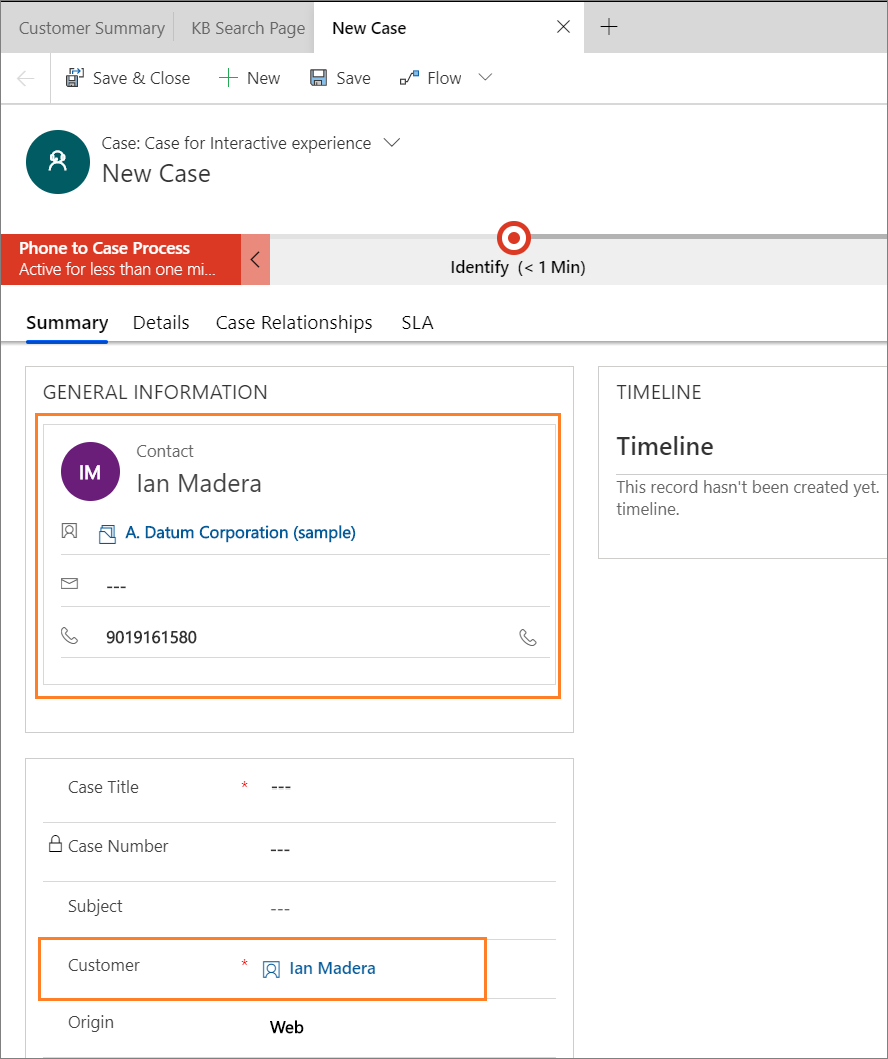 Customer Summary KB Search Page New Case
Save & Close New Save Flow
Case: Case for Interactive experience
New Case
Phone to Case Process
Active for less than one mi...
Identify (< 1 Min)
Summary Details Case Relationships SLA
GENERAL INFORMATION
IM
Contact
Ian Madera
A. Datum Corporation (sample)
---
9019161580
TIMELINE
Timeline
This record hasn't been created yet.
timeline.
Case Title * ---
Case Number ---
Subject ---
Customer * Ian Madera
Origin Web